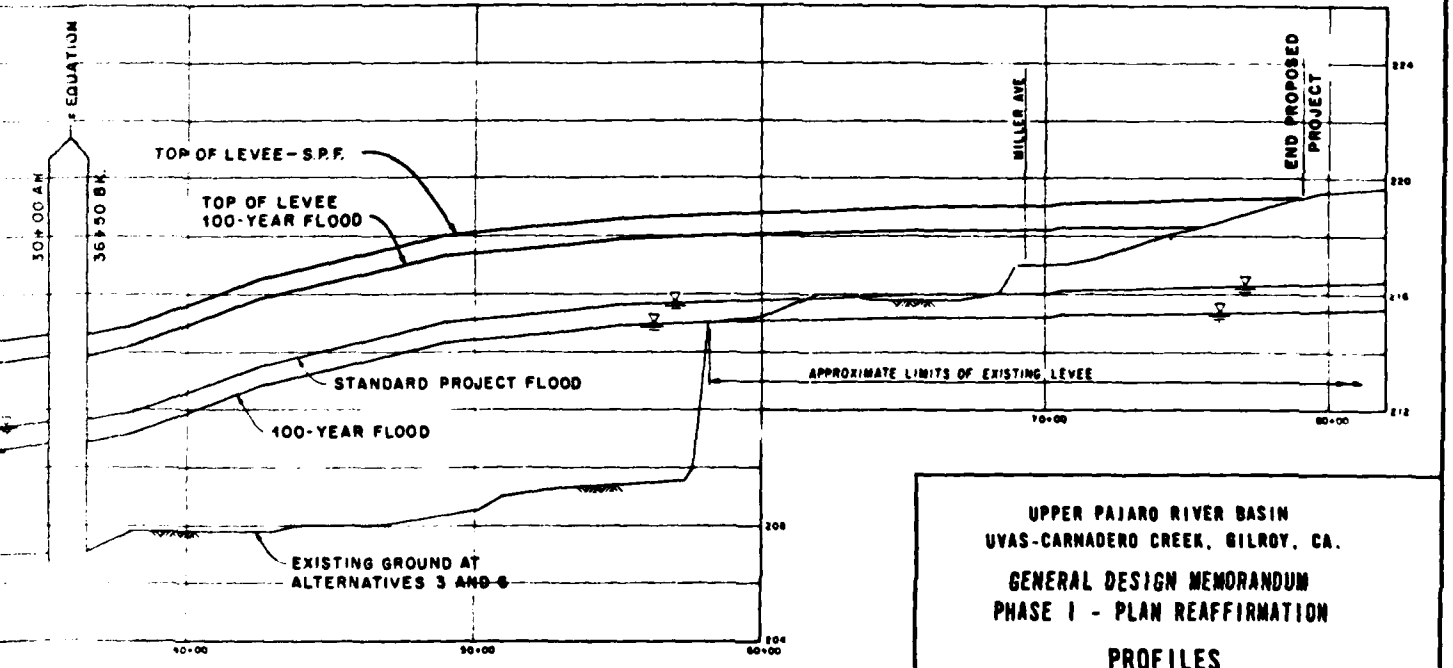 EQUATION
30+00 AH
36+50 BK.
TOP OF LEVEE-S.P.F.
TOP OF LEVEE
100-YEAR FLOOD
STANDARD PROJECT FLOOD
100-YEAR FLOOD
EXISTING GROUND AT
ALTERNATIVES 3 AND 6
MILLER AVE
END PROPOSED
PROJECT
APPROXIMATE LIMITS OF EXISTING LEVEE
224
220
216
212
208
204
40+00
50+00
60+00
70+00
80+00
UPPER PAJARO RIVER BASIN
UVAS-CARNADERO CREEK, GILROY, CA.
GENERAL DESIGN MEMORANDUM
PHASE I - PLAN REAFFIRMATION
PROFILES